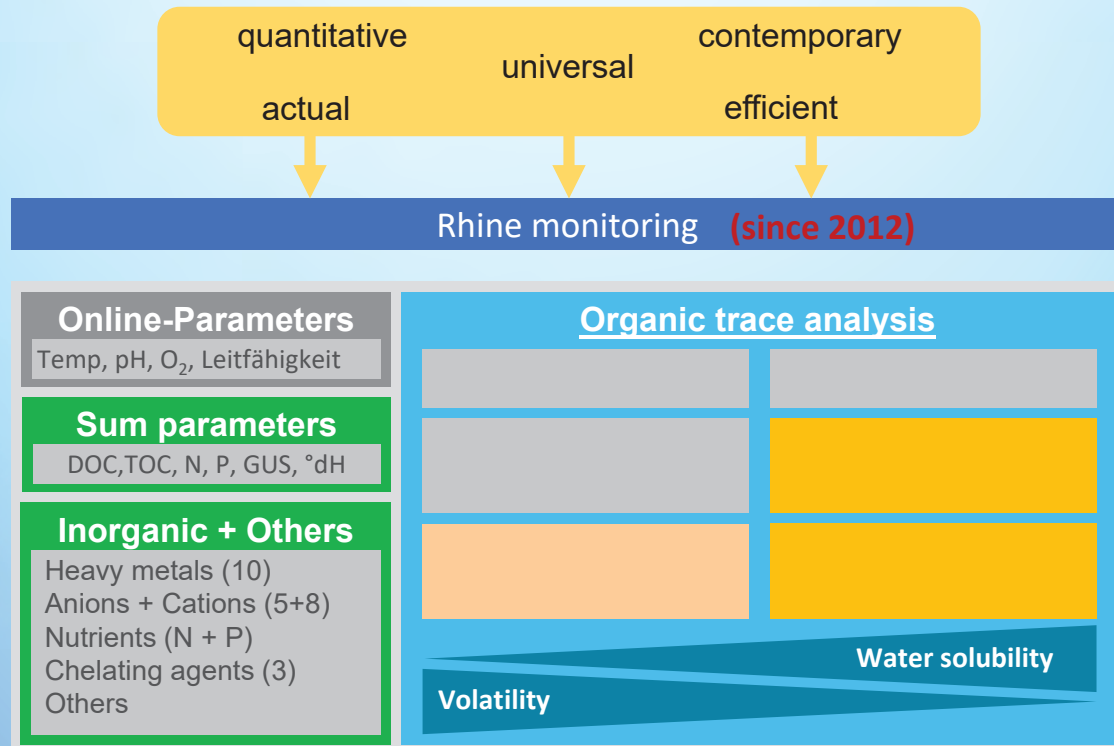 quantitative
contemporary
universal
actual
efficient
Rhine monitoring (since 2012)
Online-Parameters
Temp, pH, O₂, Leitfähigkeit
Sum parameters
DOC,TOC, N, P, GUS, °dH
Inorganic + Others
Heavy metals (10)
Anions + Cations (5+8)
Nutrients (N + P)
Chelating agents (3)
Others
Organic trace analysis
Water solubility
Volatility